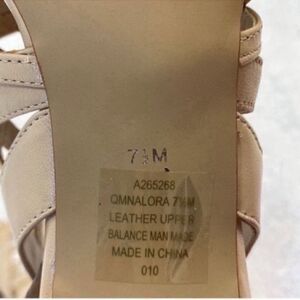 7½M
A265268
QMNALORA 7½M
LEATHER UPPER
BALANCE MAN MADE
MADE IN CHINA
010